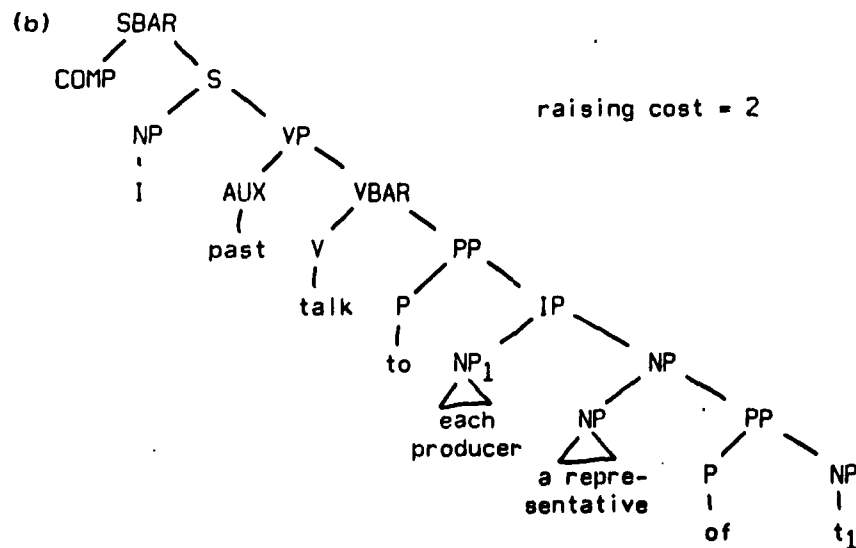 (b) SBAR
COMP S
raising cost = 2
NP VP
I AUX VBAR
past V PP
talk P IP
to NP1 NP
each producer NP PP
a repre-
sentative P NP
of t1